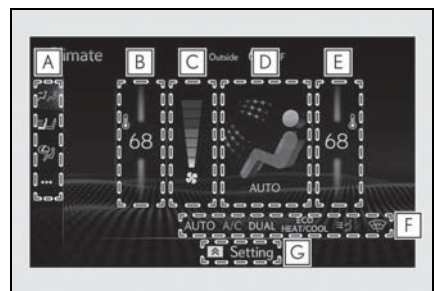 A B C D E
imate Outside F
68 68
AUTO
AUTO A/C DUAL ECO HEAT/COOL
F
Setting G